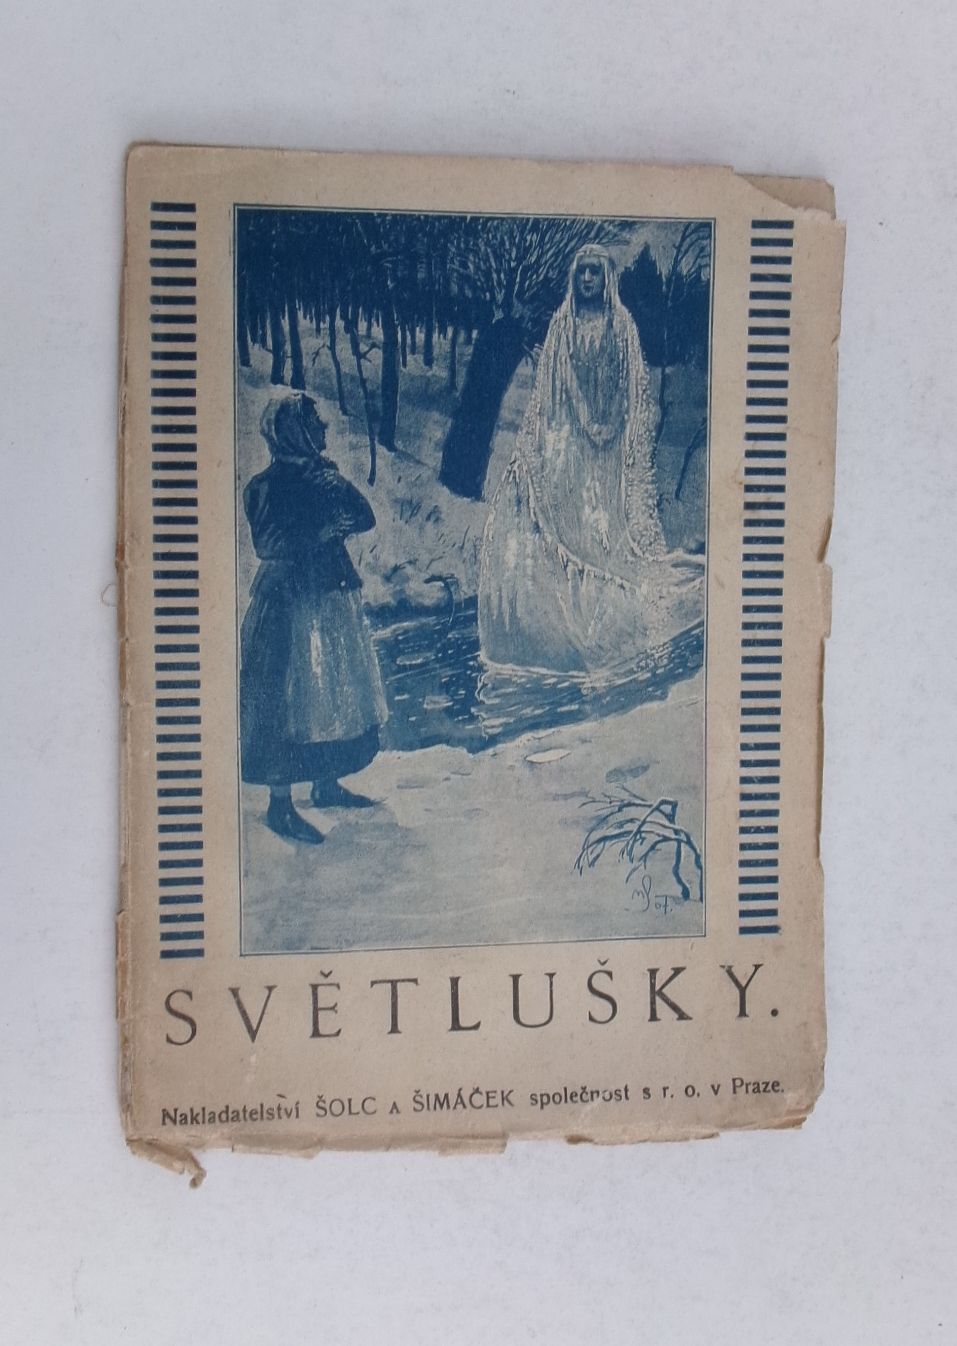 SVĚTLUŠKY.
Nakladatelství ŠOLC A ŠIMÁČEK společnost s r. o. v Praze.